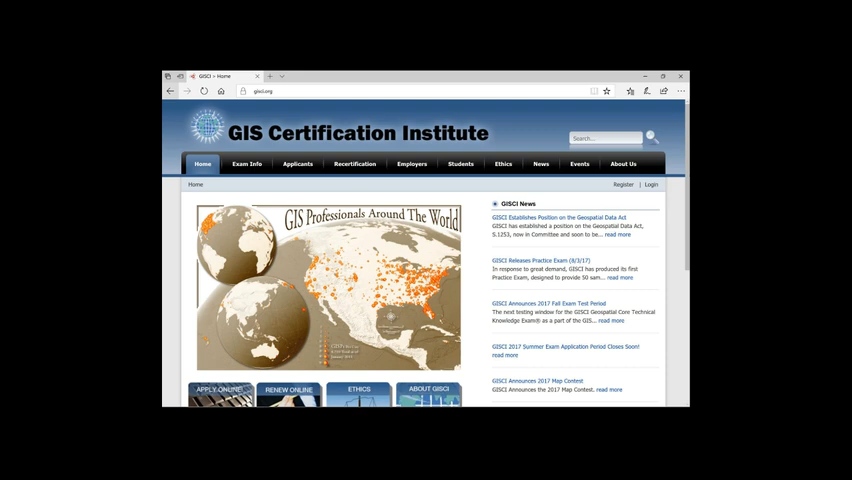 GISCI > Home
gisci.org
GIS Certification Institute
Search...
Home Exam Info Applicants Recertification Employers Students Ethics News Events About Us
Home
Register | Login
GIS Professionals Around The World
GISCI News
GISCI Establishes Position on the Geospatial Data Act
GISCI has established a position on the Geospatial Data Act,
S.1253, now in Committee and soon to be... read more
GISCI Releases Practice Exam (8/3/17)
In response to great demand, GISCI has produced its first
Practice Exam, designed to provide 50 sam... read more
GISCI Announces 2017 Fall Exam Test Period
The next testing window for the GISCI Geospatial Core Technical
Knowledge Exam® as a part of the GIS... read more
GISCI 2017 Summer Exam Application Period Closes Soon!
read more
GISCI Announces 2017 Map Contest
GISCI Announces the 2017 Map Contest. read more
APPLY ONLINE! RENEW ONLINE ETHICS ABOUT GISCI